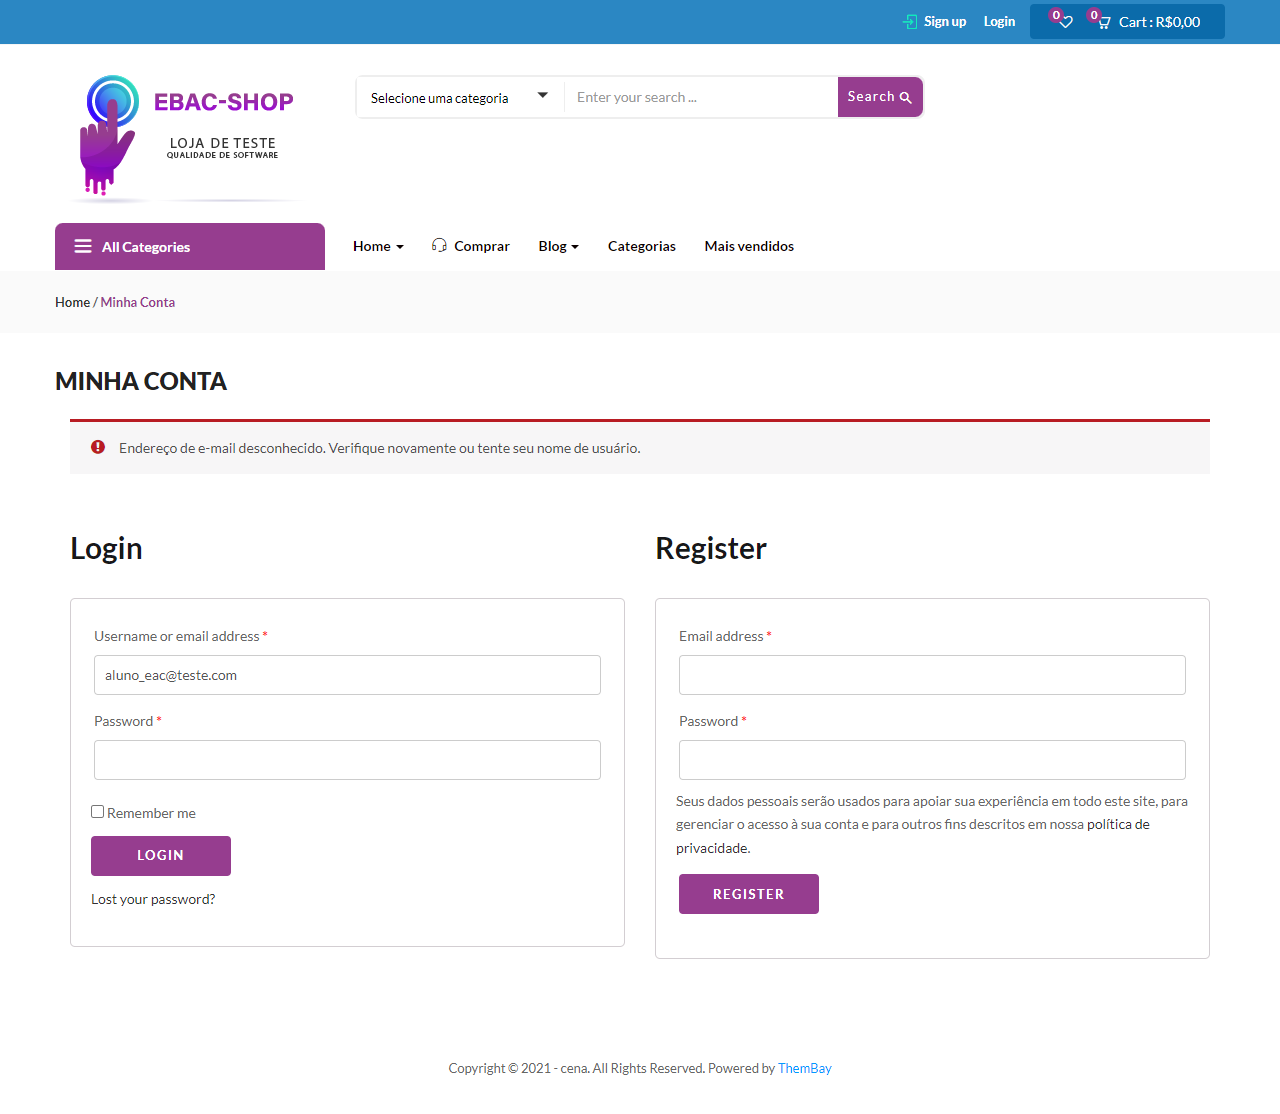 Sign up
Login
0
0
Cart : R$0,00
EBAC-SHOP
LOJA DE TESTE
QUALIDADE DE SOFTWARE
Selecione uma categoria
Enter your search ...
Search
All Categories
Home
Comprar
Blog
Categorias
Mais vendidos
Home / Minha Conta
MINHA CONTA
Endereço de e-mail desconhecido. Verifique novamente ou tente seu nome de usuário.
Login
Username or email address *
aluno_eac@teste.com
Password *
Remember me
LOGIN
Lost your password?
Register
Email address *
Password *
Seus dados pessoais serão usados para apoiar sua experiência em todo este site, para
gerenciar o acesso à sua conta e para outros fins descritos em nossa política de
privacidade.
REGISTER
Copyright © 2021 - cena. All Rights Reserved. Powered by ThemBay